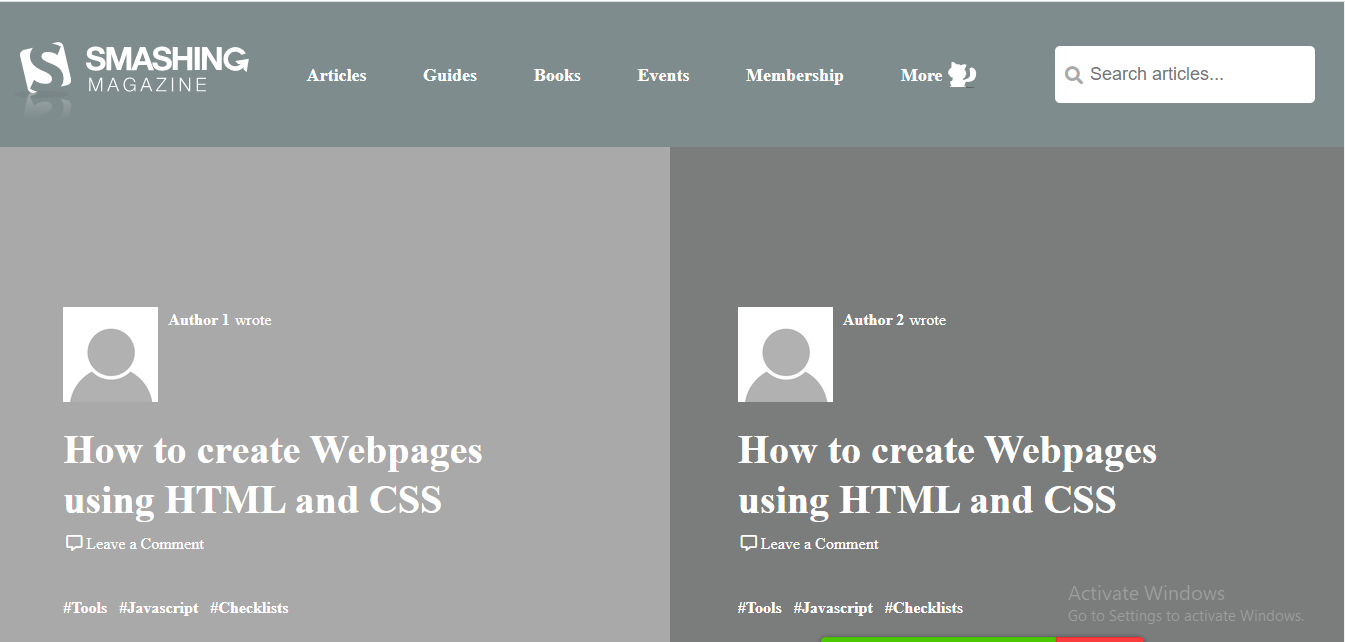 SMASHING
MAGAZINE
Articles Guides Books Events Membership More
Search articles...
Author 1 wrote
How to create Webpages
using HTML and CSS
Leave a Comment
#Tools #Javascript #Checklists
Author 2 wrote
How to create Webpages
using HTML and CSS
Leave a Comment
#Tools #Javascript #Checklists
Activate Windows
Go to Settings to activate Windows.